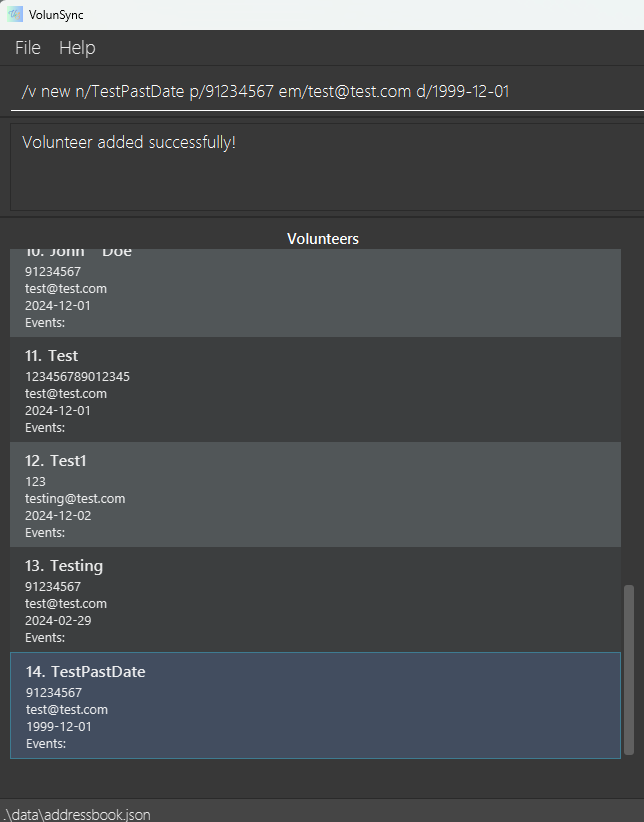 VolunSync
File Help
/v new n/TestPastDate p/91234567 em/test@test.com d/1999-12-01
Volunteer added successfully!
Volunteers
10. John   Doe
91234567
test@test.com
2024-12-01
Events:
11. Test
123456789012345
test@test.com
2024-12-01
Events:
12. Test1
123
testing@test.com
2024-12-02
Events:
13. Testing
91234567
test@test.com
2024-02-29
Events:
14. TestPastDate
91234567
test@test.com
1999-12-01
Events:
.\data\addressbook.json